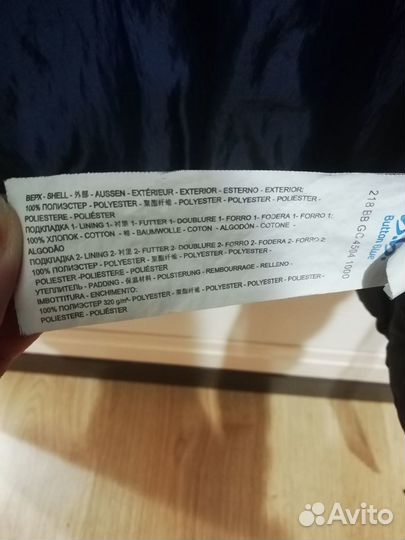 ВЕРХ - SHELL - 外部 - AUSSEN - EXTÉRIEUR - EXTERIOR - ESTERNO - EXTERIOR:
100% ПОЛИЭСТЕР - POLYESTER - 聚酯纤维 - POLYESTER - POLYESTER - POLIÉSTER -
POLIESTERE - POLIÉSTER
ПОДКЛАДКА 1 - LINING 1 - 衬里 1 - FUTTER 1- DOUBLURE 1 - FORRO 1 - FODERA 1 - FORRO 1:
100% ХЛОПОК - COTTON - 棉 - BAUMWOLLE - COTON - ALGODÓN - COTONE -
ALGODÃO
ПОДКЛАДКА 2- LINING 2- 衬里 2- FUTTER 2- DOUBLURE 2- FORRO 2- FODERA 2- FORRO 2:
100% ПОЛИЭСТЕР - POLYESTER - 聚酯纤维 - POLYESTER - POLYESTER -
POLIÉSTER -POLIESTERE - POLIÉSTER
УТЕПЛИТЕЛЬ - PADDING - 保温材料 - POLSTERUNG - REMBOURRAGE - RELLENO -
IMBOTTITURA - ENCHIMENTO:
100% ПОЛИЭСТЕР 320 g/m²- POLYESTER - 聚酯纤维 - POLYESTER - POLYESTER - POLIÉSTER -
POLIESTERE - POLIÉSTER
218 BB GC 4504 1000
Button Blue
Avito